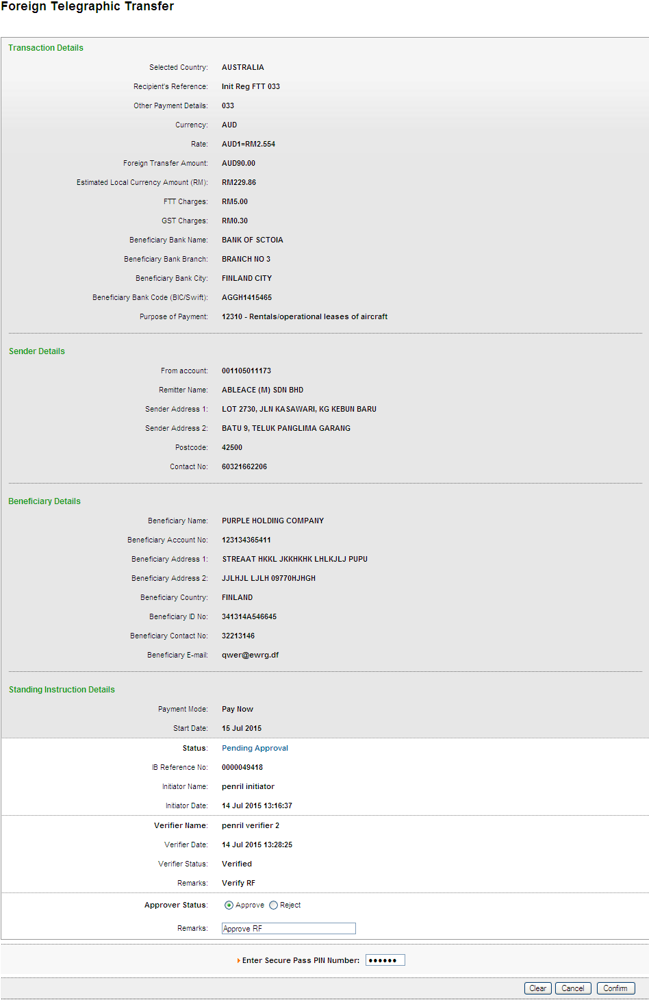 Foreign Telegraphic Transfer
Transaction Details
Selected Country: AUSTRALIA
Recipient's Reference: Init Reg FTT 033
Other Payment Details: 033
Currency: AUD
Rate: AUD1=RM2.554
Foreign Transfer Amount: AUD90.00
Estimated Local Currency Amount (RM): RM229.86
FTT Charges: RM5.00
GST Charges: RM0.30
Beneficiary Bank Name: BANK OF SCTOIA
Beneficiary Bank Branch: BRANCH NO 3
Beneficiary Bank City: FINLAND CITY
Beneficiary Bank Code (BIC/Swift): AGGH1415465
Purpose of Payment: 12310 - Rentals/operational leases of aircraft
Sender Details
From account: 001105011173
Remitter Name: ABLEACE (M) SDN BHD
Sender Address 1: LOT 2730, JLN KASAWARI, KG KEBUN BARU
Sender Address 2: BATU 9, TELUK PANGLIMA GARANG
Postcode: 42500
Contact No: 60321662206
Beneficiary Details
Beneficiary Name: PURPLE HOLDING COMPANY
Beneficiary Account No: 123134365411
Beneficiary Address 1: STREAAT HKKL JKKHKHK LHLKJLJ PUPU
Beneficiary Address 2: JJLHJL LJLH 09770HJHGH
Beneficiary Country: FINLAND
Beneficiary ID No: 341314A546645
Beneficiary Contact No: 32213146
Beneficiary E-mail: qwer@ewrg.df
Standing Instruction Details
Payment Mode: Pay Now
Start Date: 15 Jul 2015
Status: Pending Approval
IB Reference No: 0000049418
Initiator Name: penril initiator
Initiator Date: 14 Jul 2015 13:16:37
Verifier Name: penril verifier 2
Verifier Date: 14 Jul 2015 13:28:25
Verifier Status: Verified
Remarks: Verify RF
Approver Status: Approve Reject
Remarks: Approve RF
Enter Secure Pass PIN Number: ••••••
Clear Cancel Confirm